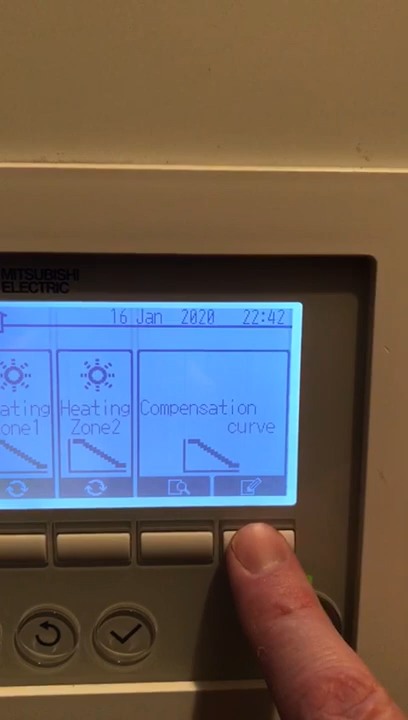 MITSUBISHI
ELECTRIC
16 Jan 2020 22:42
ating Heating Compensation
one1 Zone2 curve